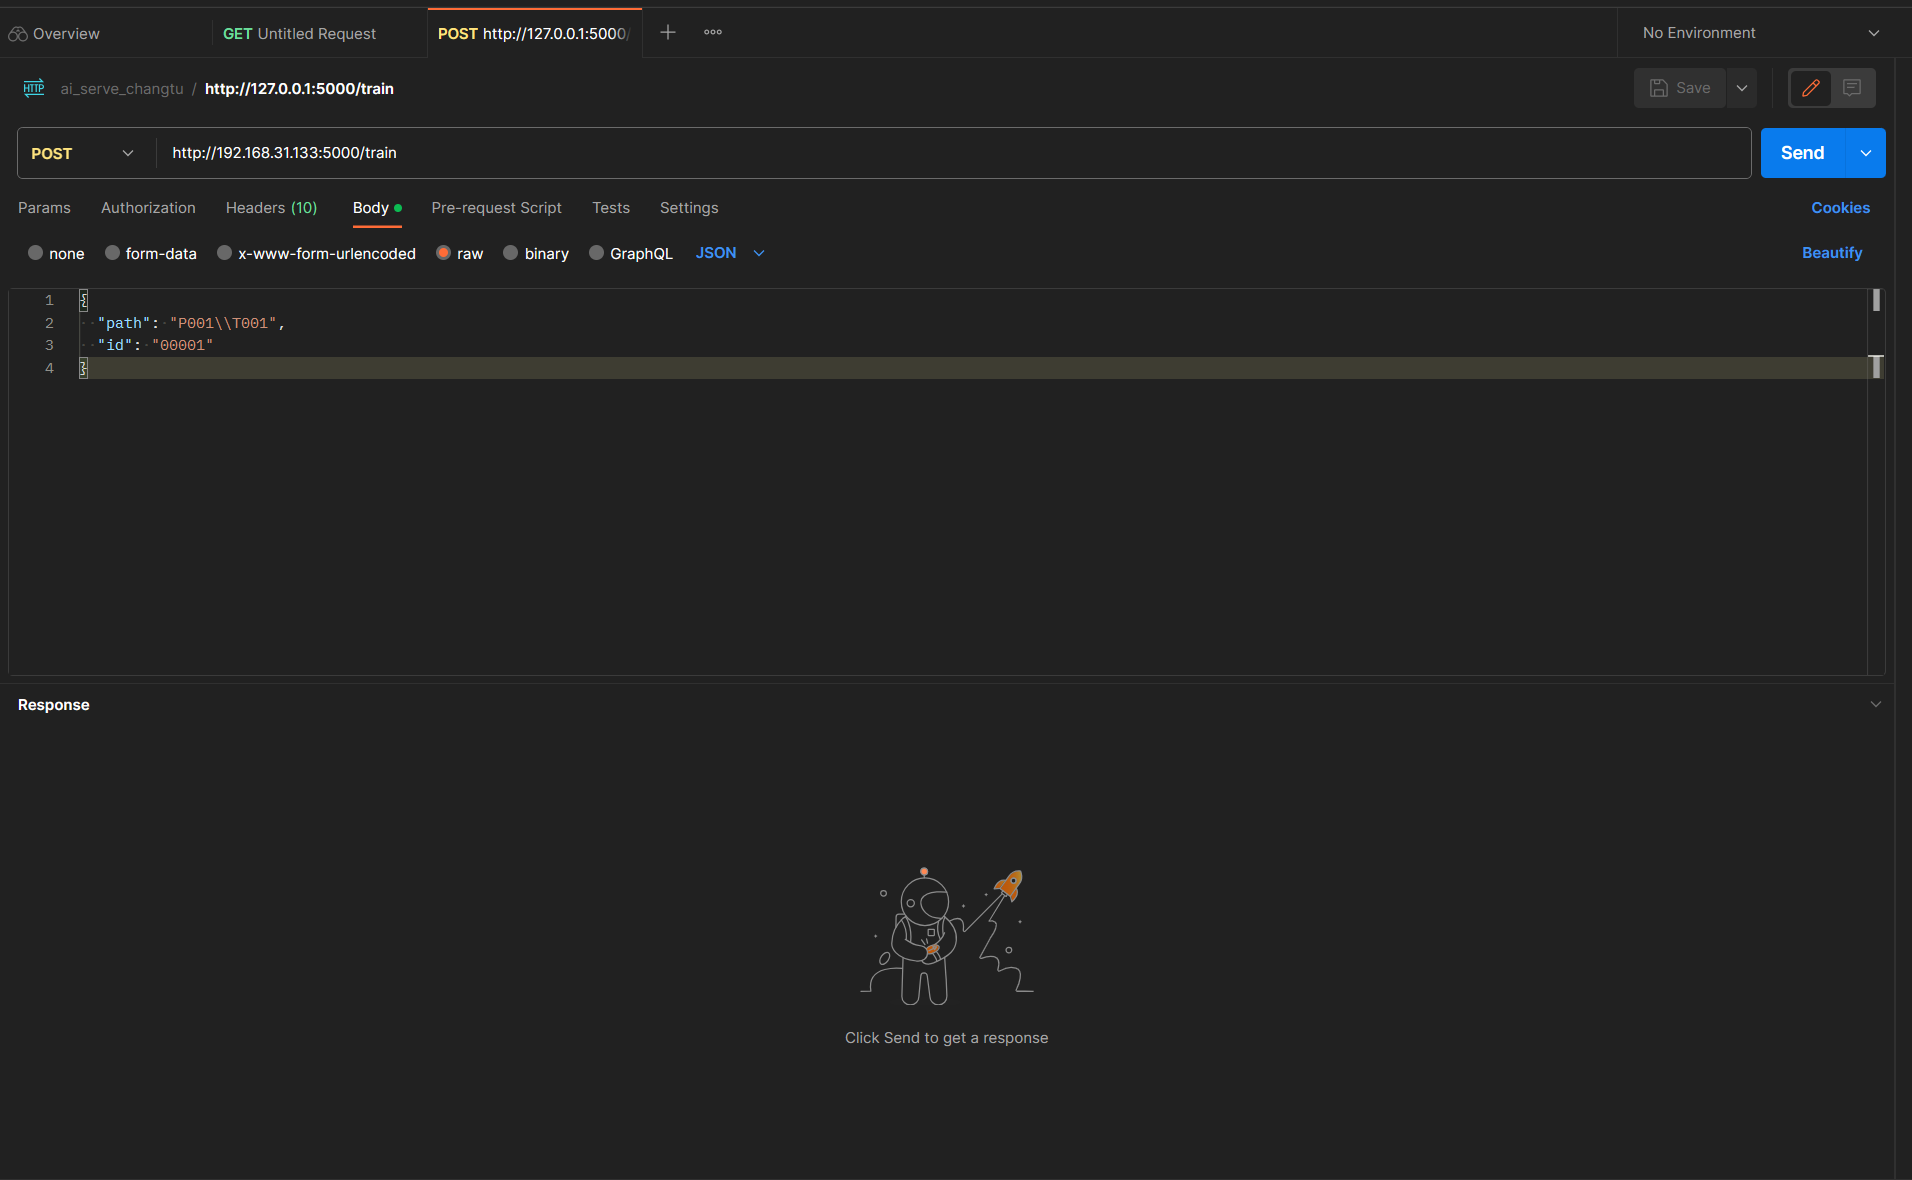 Overview
GET Untitled Request
POST http://127.0.0.1:5000/
No Environment
HTTP
ai_serve_changtu / http://127.0.0.1:5000/train
Save
POST
http://192.168.31.133:5000/train
Send
Params
Authorization
Headers (10)
Body
Pre-request Script
Tests
Settings
Cookies
none
form-data
x-www-form-urlencoded
raw
binary
GraphQL
JSON
Beautify
1 {
2 "path": "P001\\T001",
3 "id": "00001"
4 }
Response
Click Send to get a response